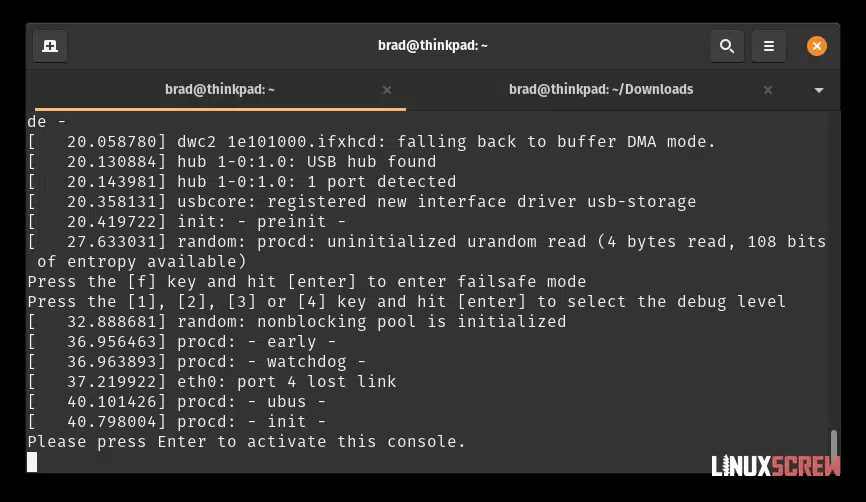 brad@thinkpad: ~
brad@thinkpad: ~
brad@thinkpad: ~/Downloads
de -
[   20.058780] dwc2 1e101000.ifxhcd: falling back to buffer DMA mode.
[   20.130884] hub 1-0:1.0: USB hub found
[   20.143981] hub 1-0:1.0: 1 port detected
[   20.358131] usbcore: registered new interface driver usb-storage
[   20.419722] init: - preinit -
[   27.633031] random: procd: uninitialized urandom read (4 bytes read, 108 bits
 of entropy available)
Press the [f] key and hit [enter] to enter failsafe mode
Press the [1], [2], [3] or [4] key and hit [enter] to select the debug level
[   32.888681] random: nonblocking pool is initialized
[   36.956463] procd: - early -
[   36.963893] procd: - watchdog -
[   37.219922] eth0: port 4 lost link
[   40.101426] procd: - ubus -
[   40.798004] procd: - init -
Please press Enter to activate this console.
LINUXSCREW